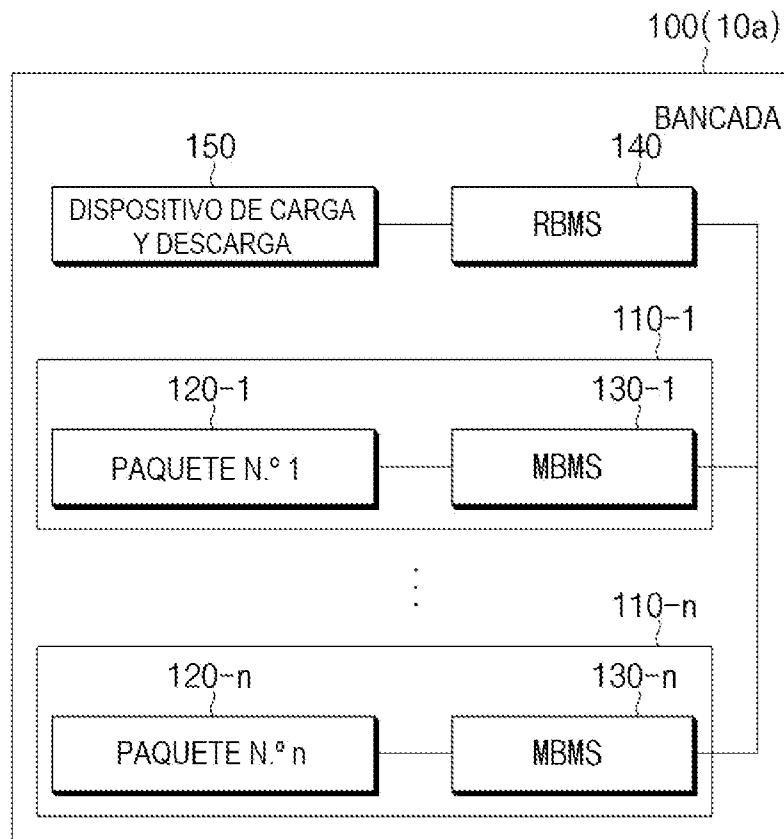 100(10a)
BANCADA
150
140
DISPOSITIVO DE CARGA
Y DESCARGA
RBMS
110-1
120-1
130-1
PAQUETE N.º 1
MBMS
110-n
120-n
130-n
PAQUETE N.º n
MBMS